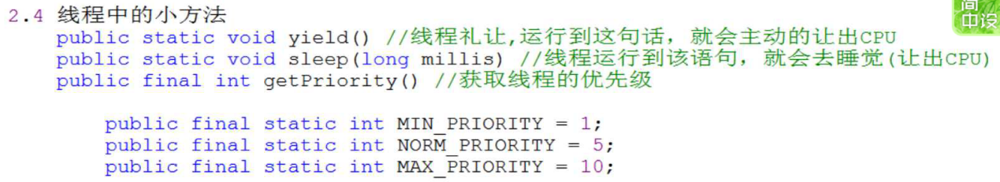 2.4 线程中的小方法
简
中设
public static void yield() //线程礼让,运行到这句话，就会主动的让出CPU
public static void sleep(long millis) //线程运行到该语句，就会去睡觉(让出CPU)
public final int getPriority() //获取线程的优先级
public final static int MIN_PRIORITY = 1;
public final static int NORM_PRIORITY = 5;
public final static int MAX_PRIORITY = 10;